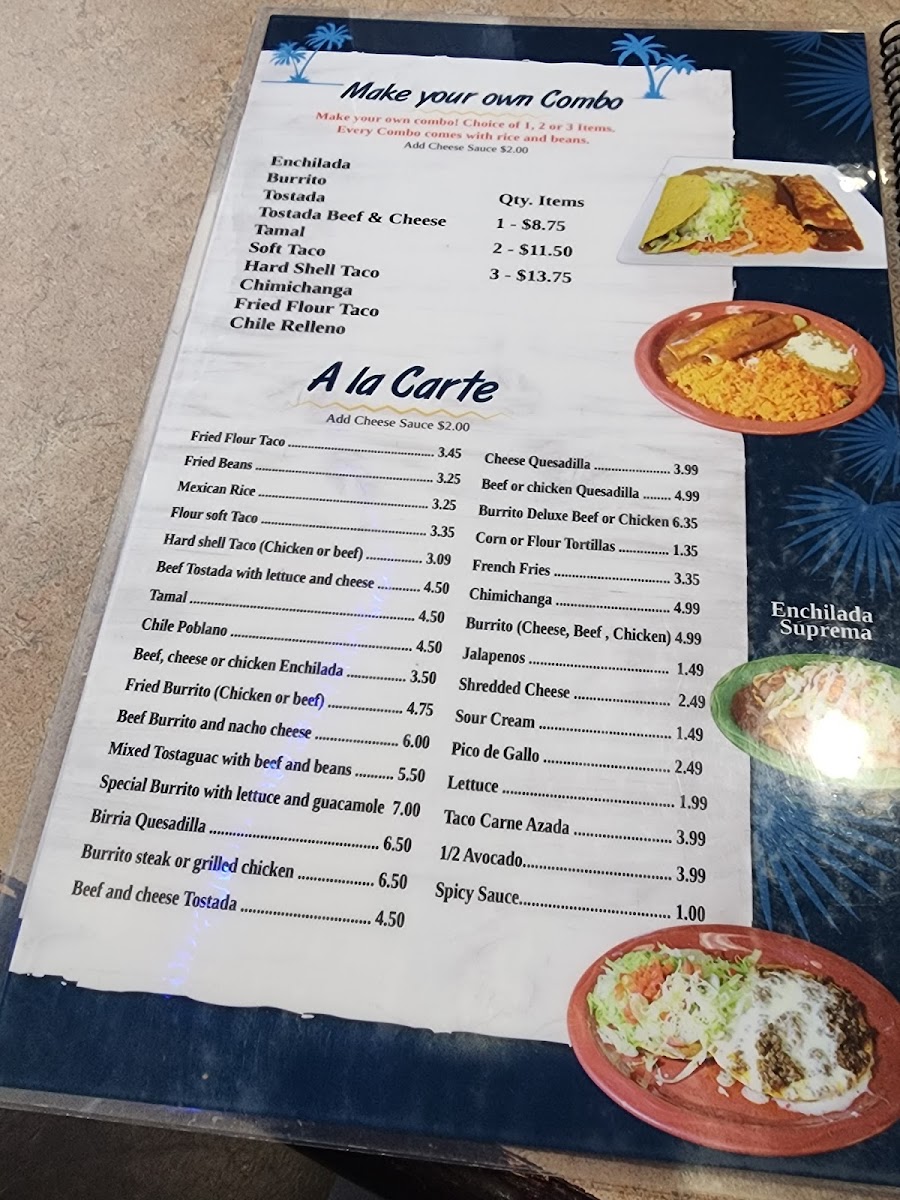 Make your own Combo
Make your own combo! Choice of 1, 2 or 3 Items.
Every Combo comes with rice and beans.
Add Cheese Sauce $2.00
Enchilada
Burrito
Tostada
Tostada Beef & Cheese
Tamal
Soft Taco
Hard Shell Taco
Chimichanga
Fried Flour Taco
Chile Relleno
Qty. Items
1 - $8.75
2 - $11.50
3 - $13.75
A la Carte
Add Cheese Sauce $2.00
Fried Flour Taco ........ 3.45
Fried Beans ........ 3.25
Mexican Rice ........ 3.25
Flour soft Taco ........ 3.35
Hard shell Taco (Chicken or beef) ........ 3.09
Beef Tostada with lettuce and cheese ........ 4.50
Tamal ........ 4.50
Chile Poblano ........ 4.50
Beef, cheese or chicken Enchilada ........ 3.50
Fried Burrito (Chicken or beef) ........ 4.75
Beef Burrito and nacho cheese ........ 6.00
Mixed Tostaguac with beef and beans ........ 5.50
Special Burrito with lettuce and guacamole 7.00
Birria Quesadilla ........ 6.50
Burrito steak or grilled chicken ........ 6.50
Beef and cheese Tostada ........ 4.50
Cheese Quesadilla ........ 3.99
Beef or chicken Quesadilla ........ 4.99
Burrito Deluxe Beef or Chicken 6.35
Corn or Flour Tortillas ........ 1.35
French Fries ........ 3.35
Chimichanga ........ 4.99
Burrito (Cheese, Beef , Chicken) 4.99
Jalapenos ........ 1.49
Shredded Cheese ........ 2.49
Sour Cream ........ 1.49
Pico de Gallo ........ 2.49
Lettuce ........ 1.99
Taco Carne Azada ........ 3.99
1/2 Avocado........ 3.99
Spicy Sauce........ 1.00
Enchilada
Suprema